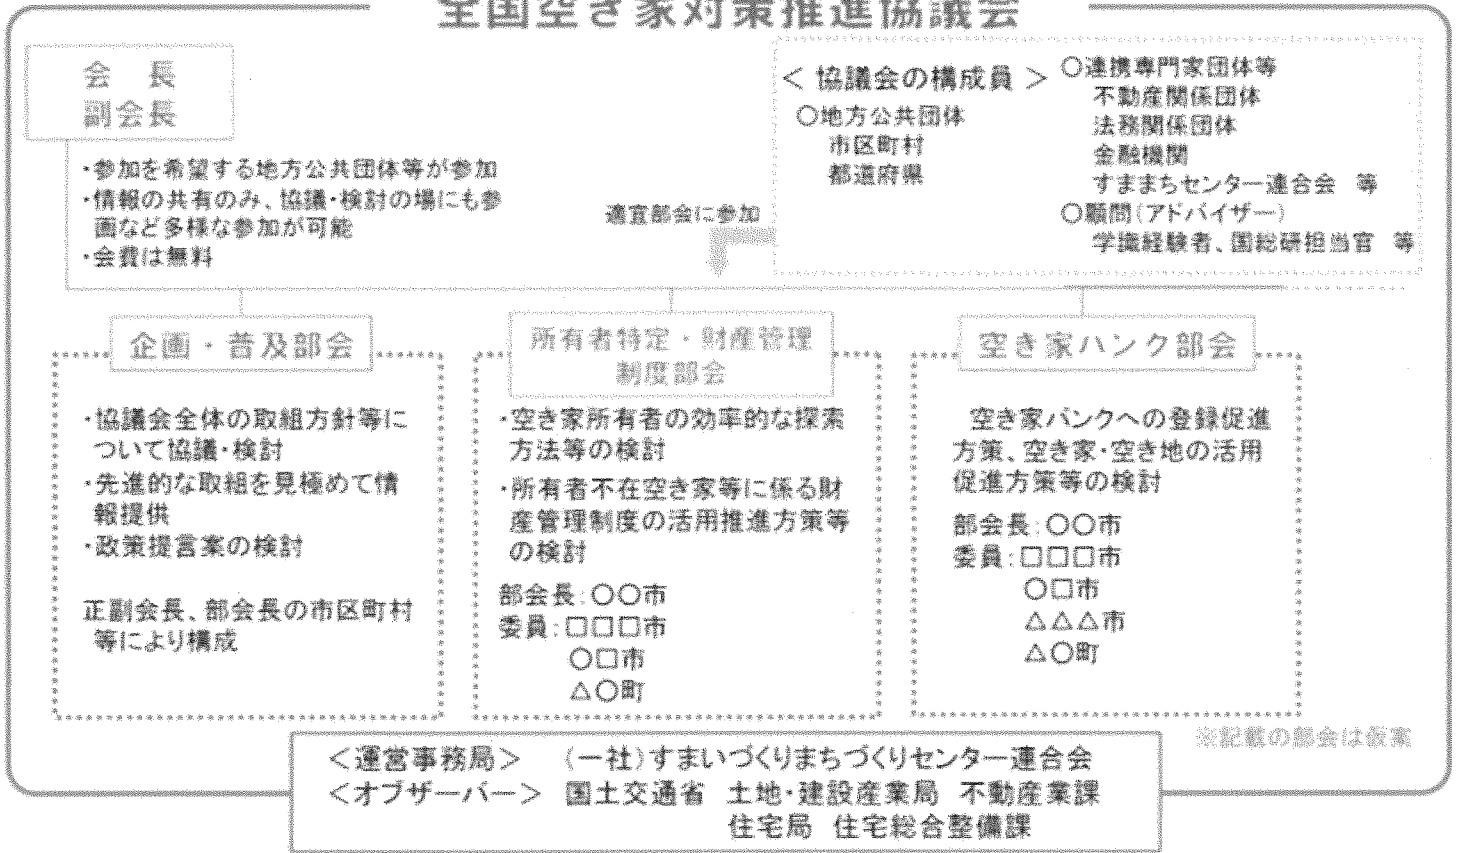 全国空き家対策推進協議会
会　長
副会長
・参加を希望する地方公共団体等が参加
・情報の共有のみ、協議・検討の場にも参
画など多様な参加が可能
・会費は無料
適宜部会に参加
＜ 協議会の構成員 ＞
○地方公共団体
市区町村
都道府県
○連携専門家団体等
不動産関係団体
法務関係団体
金融機関
すままちセンター連合会　等
○顧問(アドバイザー)
学識経験者、国総研担当官　等
企画・普及部会
・協議会全体の取組方針等に
ついて協議・検討
・先進的な取組を見極めて情
報提供
・政策提言案の検討
正副会長、部会長の市区町村
等により構成
所有者特定・財産管理
制度部会
・空き家所有者の効率的な探索
方法等の検討
・所有者不在空き家等に係る財
産管理制度の活用推進方策等
の検討
部会長：○○市
委員：□□□市
○□市
△○町
空き家バンク部会
空き家バンクへの登録促進
方策、空き家・空き地の活用
促進方策等の検討
部会長：○○市
委員：□□□市
○□市
△△△市
△○町
※記載の部会は仮案
＜運営事務局＞　(一社)すまいづくりまちづくりセンター連合会
＜オブザーバー＞　国土交通省　土地・建設産業局　不動産業課
住宅局　住宅総合整備課